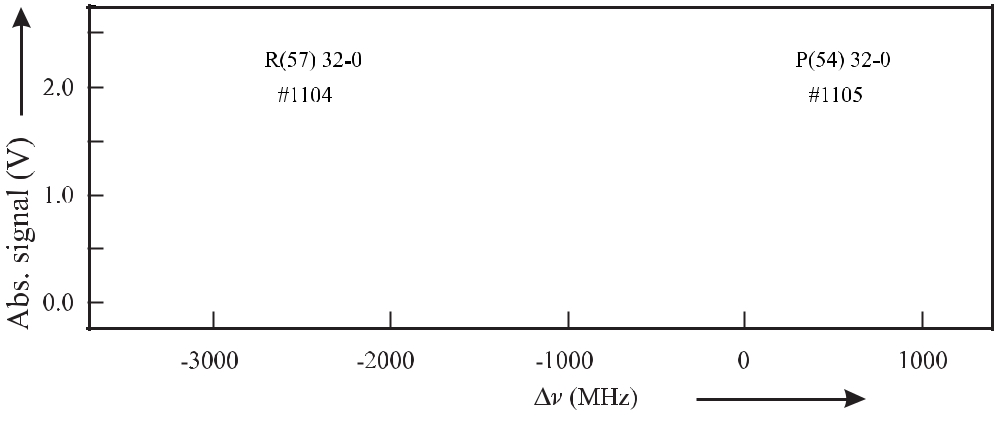 R(57) 32-0
#1104
P(54) 32-0
#1105
Abs. signal (V)
2.0
1.0
0.0
-3000
-2000
-1000
0
1000
Δν (MHz)